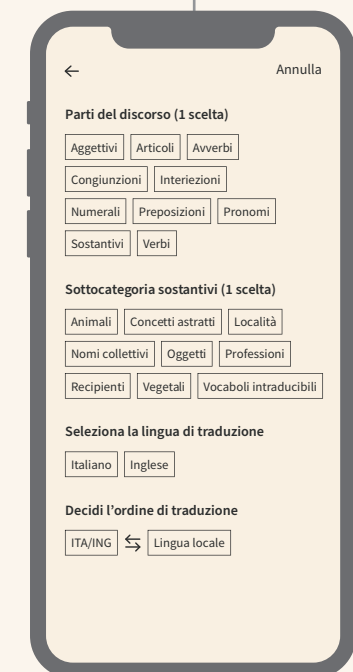 ← Annulla
Parti del discorso (1 scelta)
Aggettivi Articoli Avverbi
Congiunzioni Interiezioni
Numerali Preposizioni Pronomi
Sostantivi Verbi
Sottocategoria sostantivi (1 scelta)
Animali Concetti astratti Località
Nomi collettivi Oggetti Professioni
Recipienti Vegetali Vocaboli intraducibili
Seleziona la lingua di traduzione
Italiano Inglese
Decidi l’ordine di traduzione
ITA/ING ⇆ Lingua locale